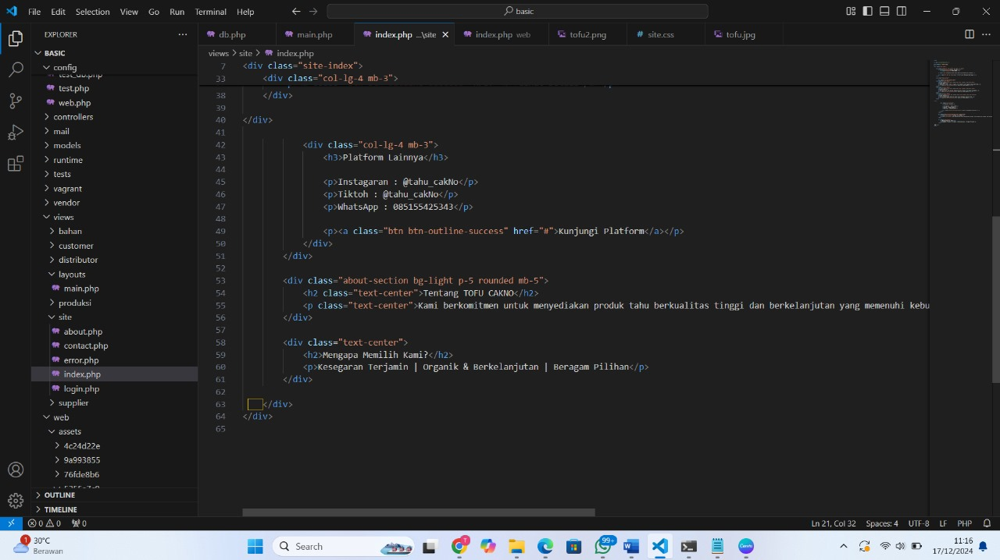 File Edit Selection View Go Run Terminal Help
basic
EXPLORER
db.php
main.php
index.php ...\site
index.php web
tofu2.png
site.css
tofu.jpg
BASIC
config
test_db.php
test.php
web.php
controllers
mail
models
runtime
tests
vagrant
vendor
views
bahan
customer
distributor
layouts
main.php
produksi
site
about.php
contact.php
error.php
index.php
login.php
supplier
web
assets
4c24d22e
9a993855
76fde8b6
OUTLINE
TIMELINE
views > site > index.php
7 <div class="site-index">
33 <div class="col-lg-4 mb-3">
38 </div>
39
40 </div>
41
42 <div class="col-lg-4 mb-3">
43 <h3>Platform Lainnya</h3>
44
45 <p>Instagaran : @tahu_cakNo</p>
46 <p>Tiktoh : @tahu_cakNo</p>
47 <p>WhatsApp : 085155425343</p>
48
49 <p><a class="btn btn-outline-success" href="#">Kunjungi Platform</a></p>
50 </div>
51 </div>
52
53 <div class="about-section bg-light p-5 rounded mb-5">
54 <h2 class="text-center">Tentang TOFU CAKNO</h2>
55 <p class="text-center">Kami berkomitmen untuk menyediakan produk tahu berkualitas tinggi dan berkelanjutan yang memenuhi kebu
56 </div>
57
58 <div class="text-center">
59 <h2>Mengapa Memilih Kami?</h2>
60 <p>Kesegaran Terjamin | Organik & Berkelanjutan | Beragam Pilihan</p>
61 </div>
62
63 </div>
64 </div>
65
0 0 0
Ln 21, Col 32 Spaces: 4 UTF-8 LF PHP
1
30°C
Berawan
Search
T
99+
Canva
11:16
17/12/2024